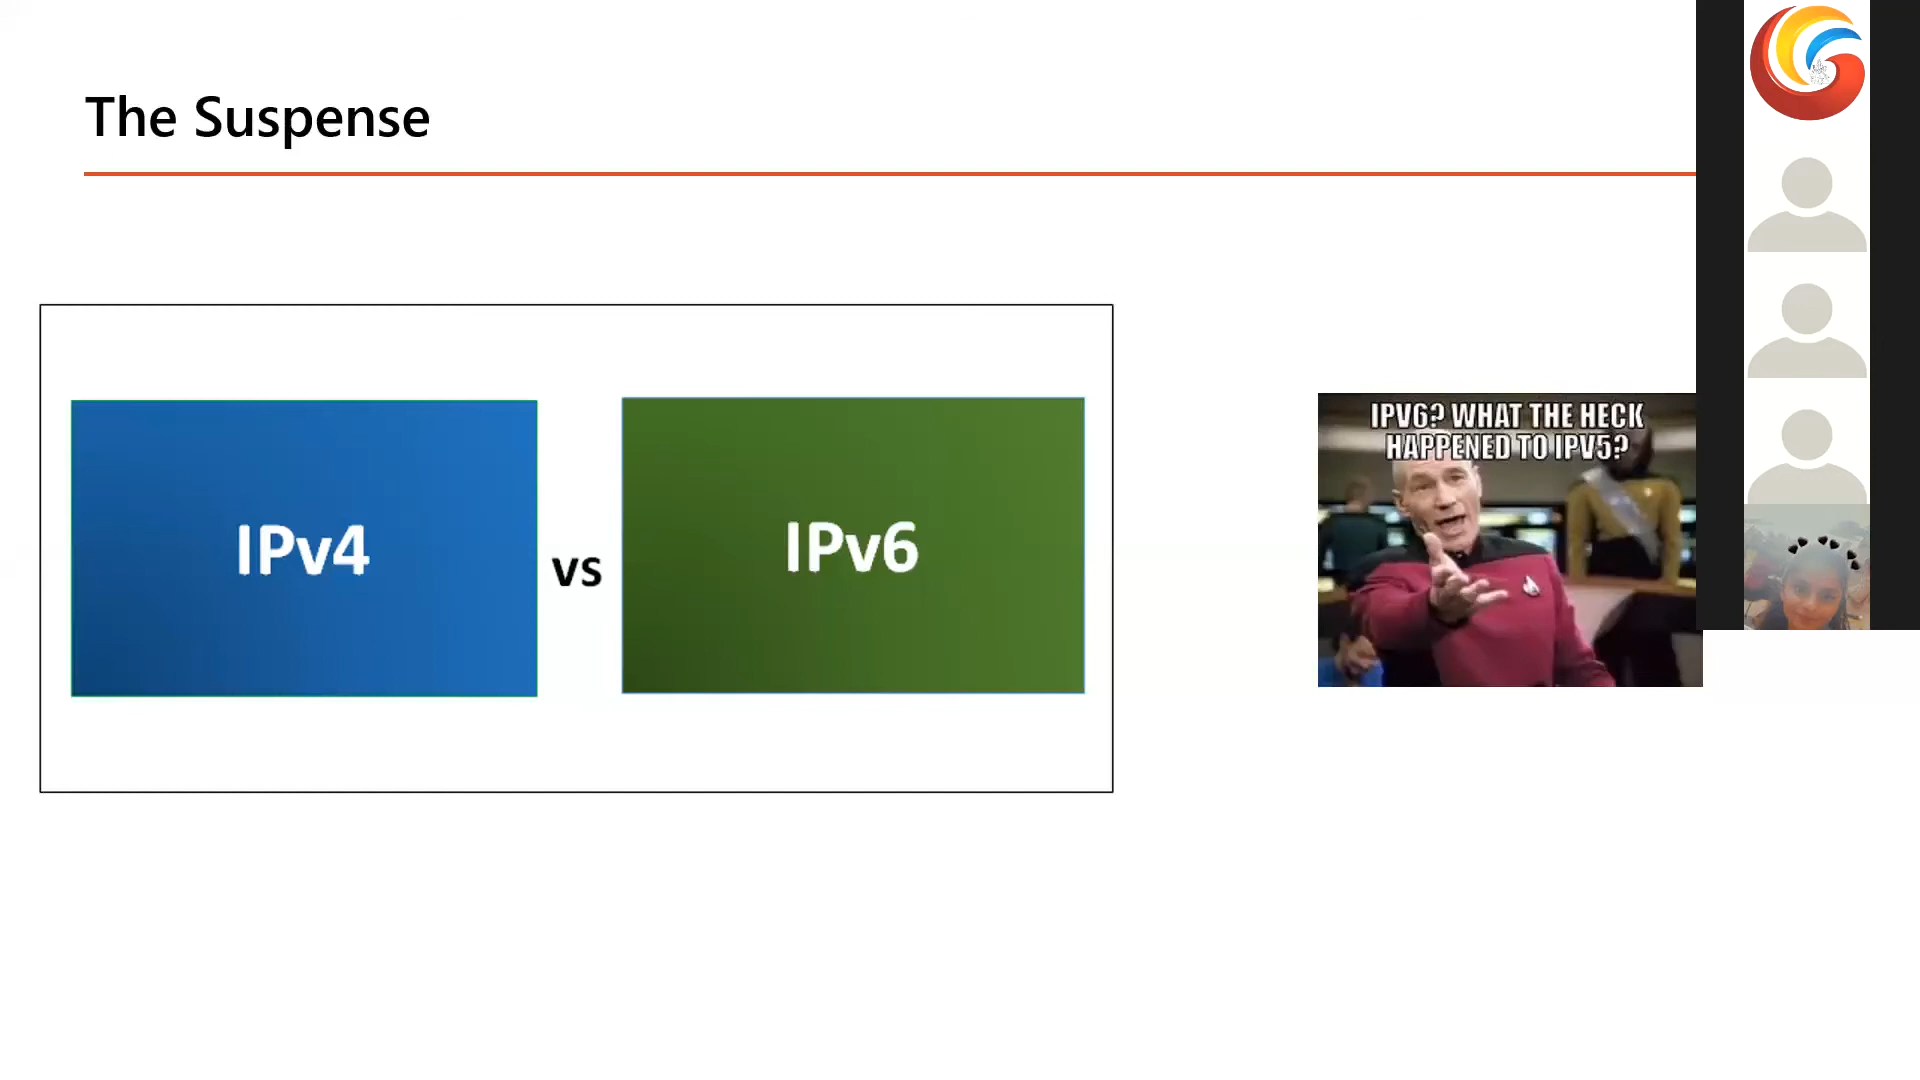 The Suspense
IPv4
vs
IPv6
IPV6? WHAT THE HECK
HAPPENED TO IPV5?